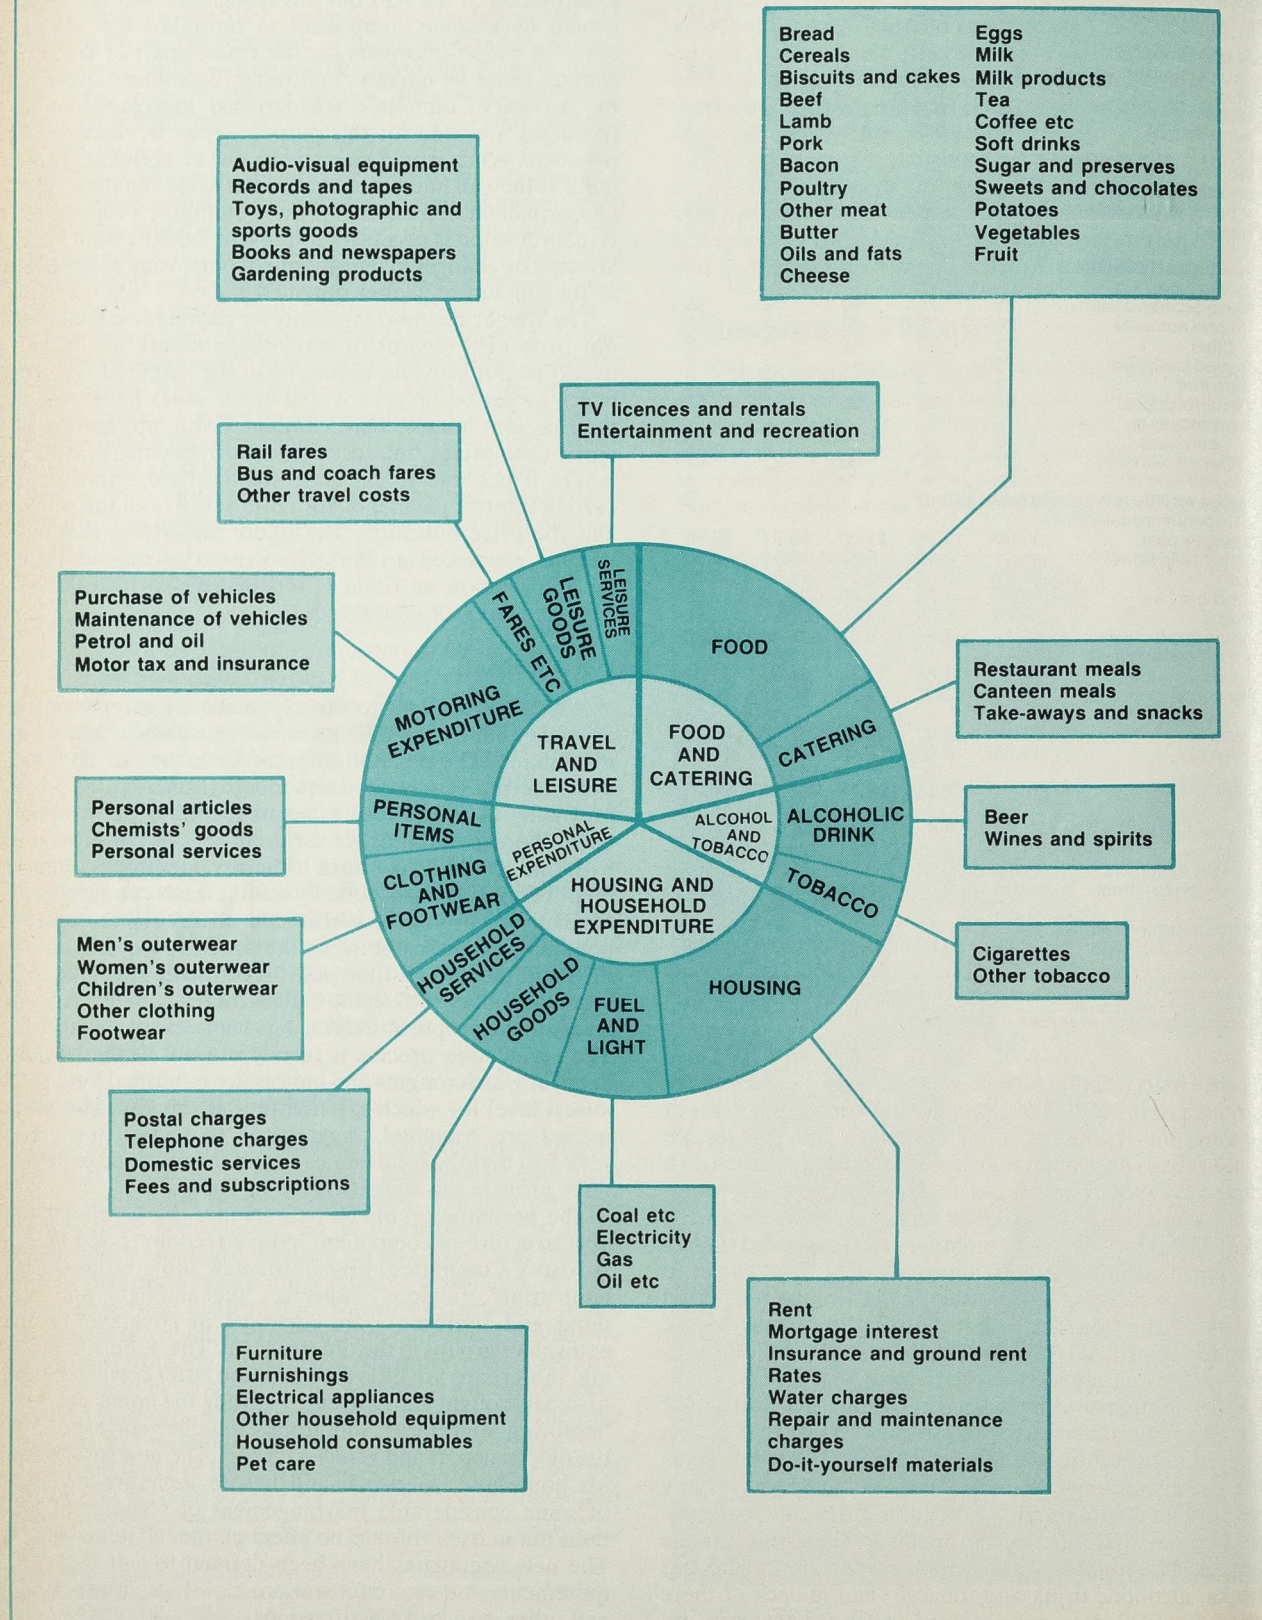 Bread
Cereals
Biscuits and cakes
Beef
Lamb
Pork
Bacon
Poultry
Other meat
Butter
Oils and fats
Cheese
Eggs
Milk
Milk products
Tea
Coffee etc
Soft drinks
Sugar and preserves
Sweets and chocolates
Potatoes
Vegetables
Fruit
Audio-visual equipment
Records and tapes
Toys, photographic and
sports goods
Books and newspapers
Gardening products
TV licences and rentals
Entertainment and recreation
Rail fares
Bus and coach fares
Other travel costs
Purchase of vehicles
Maintenance of vehicles
Petrol and oil
Motor tax and insurance
Restaurant meals
Canteen meals
Take-aways and snacks
Personal articles
Chemists' goods
Personal services
Beer
Wines and spirits
Men's outerwear
Women's outerwear
Children's outerwear
Other clothing
Footwear
Cigarettes
Other tobacco
Postal charges
Telephone charges
Domestic services
Fees and subscriptions
Coal etc
Electricity
Gas
Oil etc
Furniture
Furnishings
Electrical appliances
Other household equipment
Household consumables
Pet care
Rent
Mortgage interest
Insurance and ground rent
Rates
Water charges
Repair and maintenance
charges
Do-it-yourself materials
FOOD
CATERING
ALCOHOLIC
DRINK
TOBACCO
HOUSING
FUEL
AND
LIGHT
HOUSEHOLD
GOODS
HOUSEHOLD
SERVICES
CLOTHING
AND
FOOTWEAR
PERSONAL
ITEMS
MOTORING
EXPENDITURE
FARES ETC
LEISURE
GOODS
LEISURE
SERVICES
FOOD
AND
CATERING
ALCOHOL
AND
TOBACCO
HOUSING AND
HOUSEHOLD
EXPENDITURE
PERSONAL
EXPENDITURE
TRAVEL
AND
LEISURE